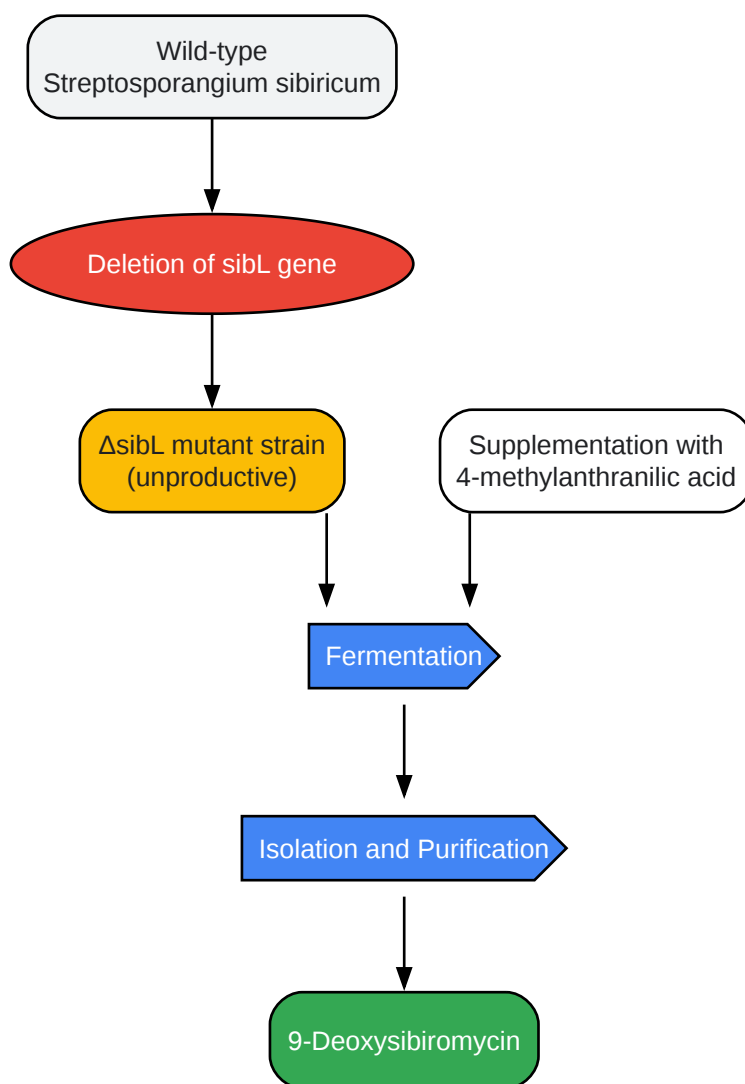 Wild-type
Streptosporangium sibiricum
Deletion of sibL gene
ΔsibL mutant strain
(unproductive)
Supplementation with
4-methylanthranilic acid
Fermentation
Isolation and Purification
9-Deoxysibiromycin